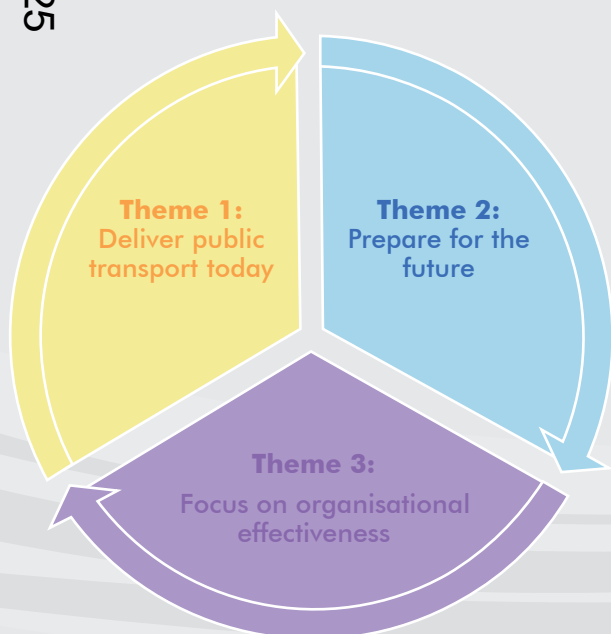 25
Theme 1:
Deliver public
transport today
Theme 2:
Prepare for the
future
Theme 3:
Focus on organisational
effectiveness